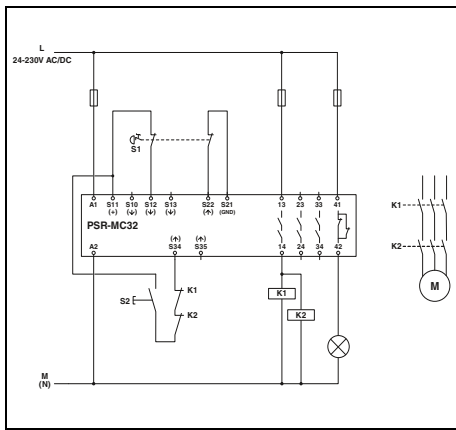 L
24-230V AC/DC
S1
A1 S11 S10 S12 S13 S22 S21 13 23 33 41
(+) (↓) (↓) (↓) (↑) (GND)
PSR-MC32
(↑) (↑)
A2 S34 S35 14 24 34 42
K1
K2
M
S2
K1
K2
K1
K2
M
(N)